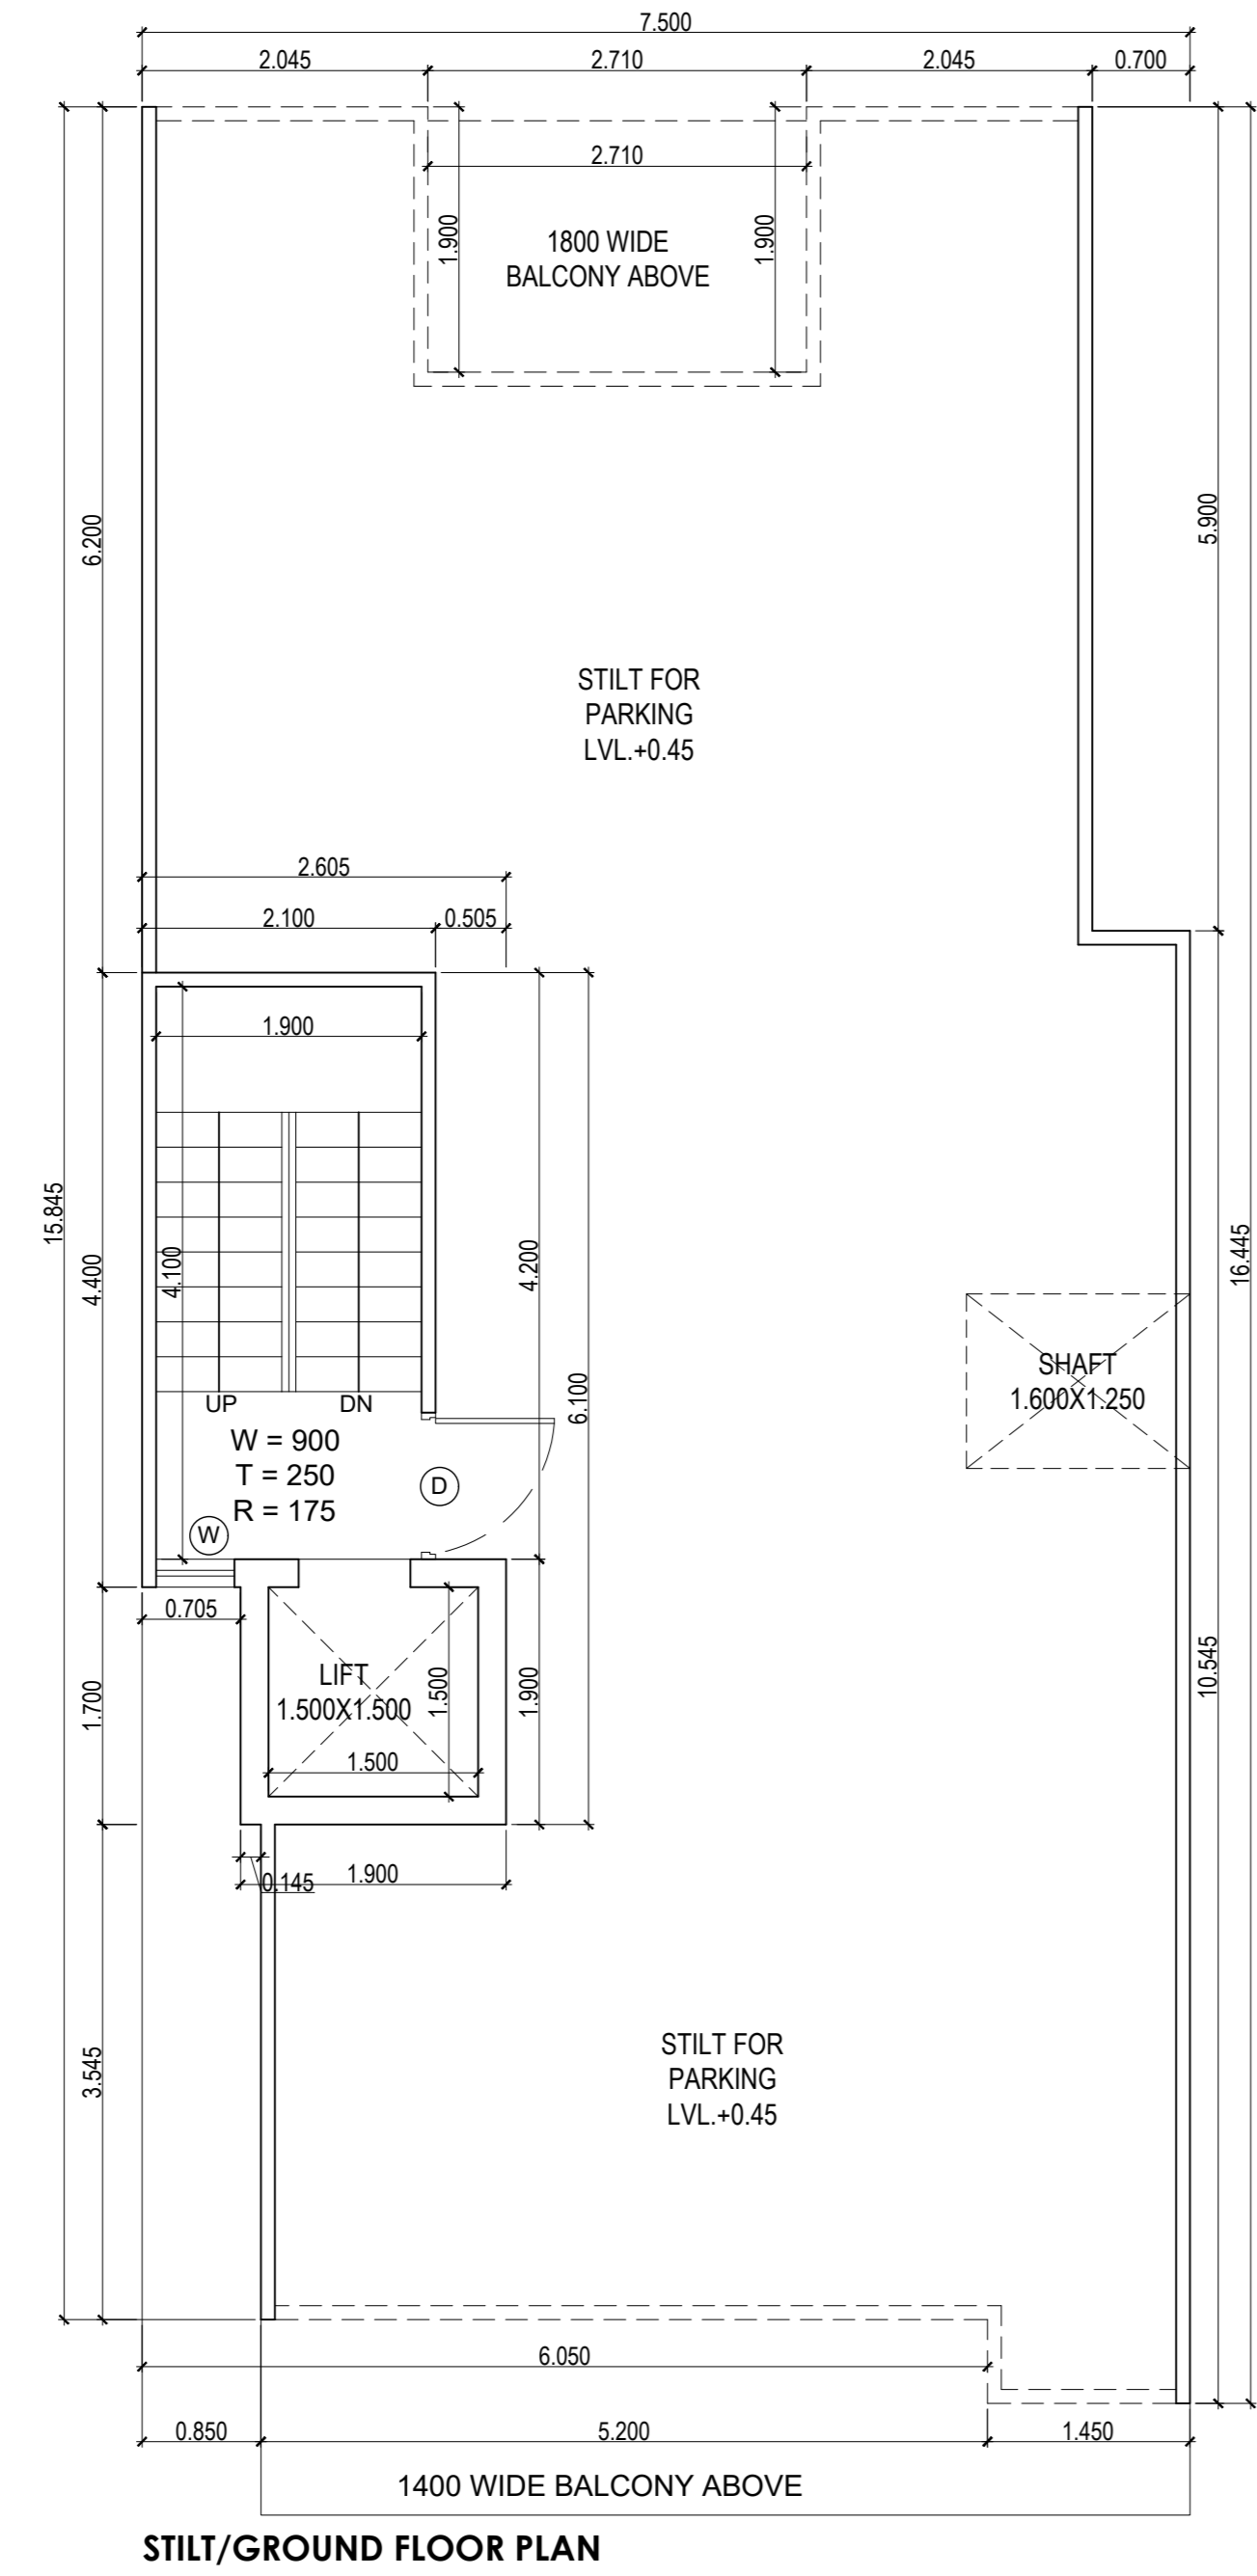 7.500
2.045
2.710
2.045
0.700
2.710
1.900
1.900
1800 WIDE
BALCONY ABOVE
6.200
5.900
STILT FOR
PARKING
LVL.+0.45
2.605
2.100
0.505
1.900
15.845
4.400
4.100
4.200
6.100
16.445
SHAFT
1.600X1.250
UP
DN
W = 900
T = 250
R = 175
D
W
0.705
LIFT
1.500X1.500
1.500
1.500
1.900
1.700
10.545
0.145
1.900
STILT FOR
PARKING
LVL.+0.45
3.545
6.050
0.850
5.200
1.450
1400 WIDE BALCONY ABOVE
STILT/GROUND FLOOR PLAN